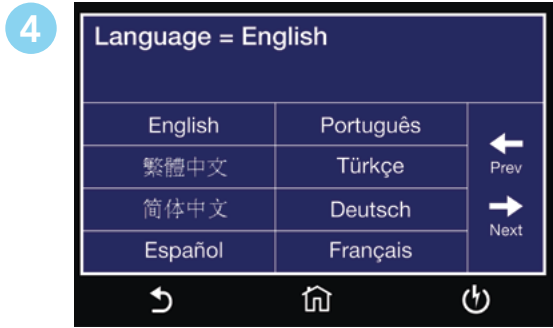 4
Language = English
English
Português
繁體中文
Türkçe
Prev
简体中文
Deutsch
Next
Español
Français